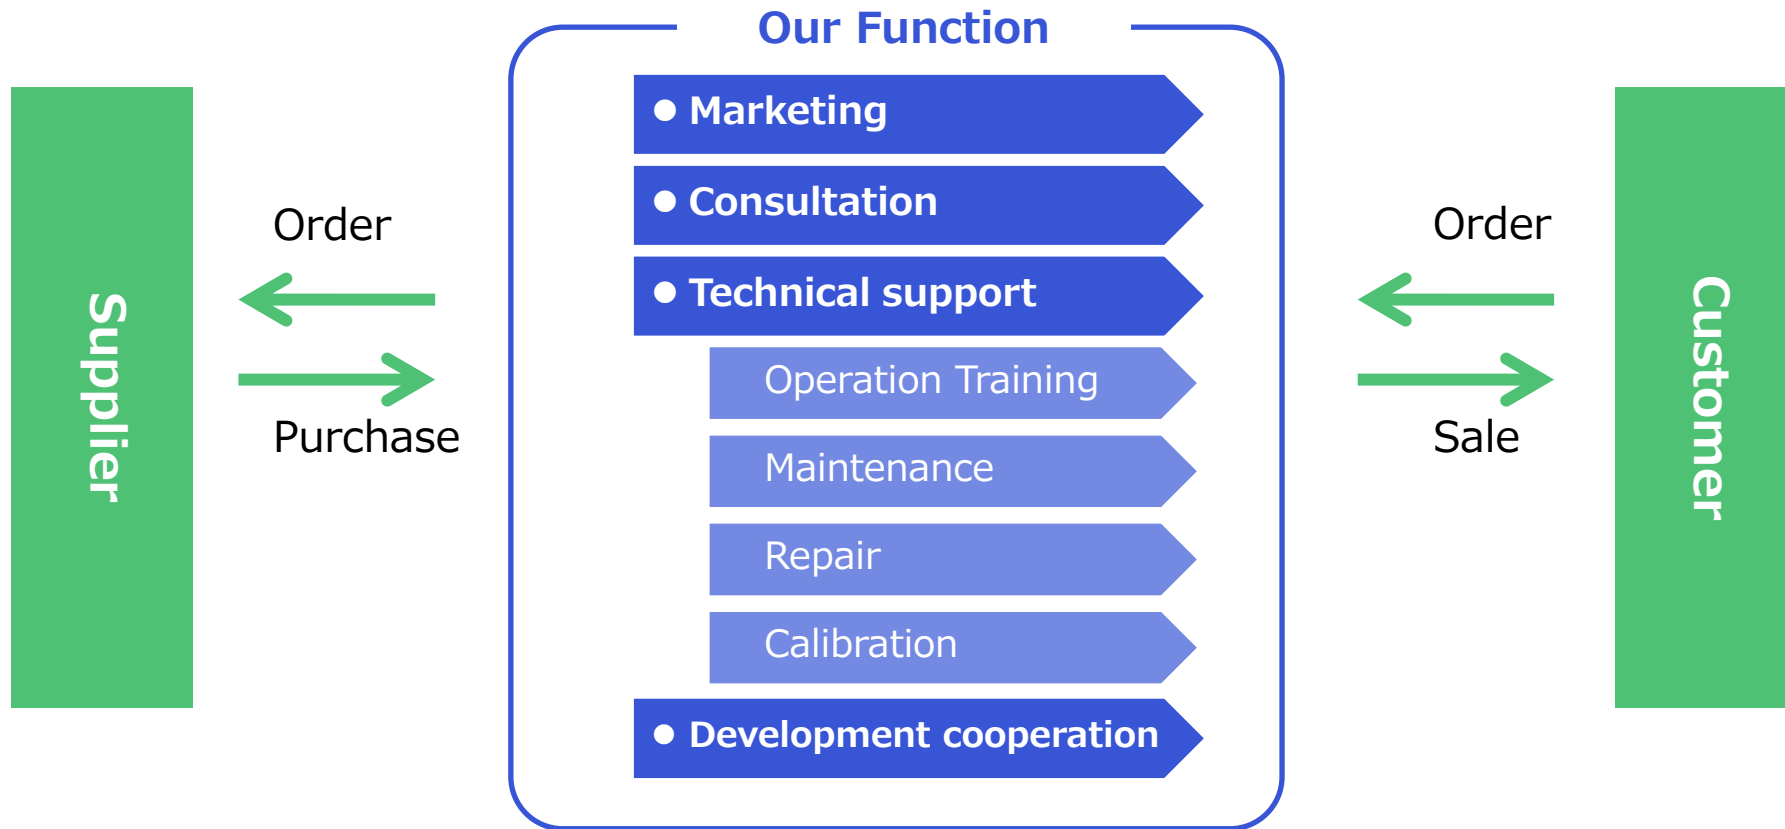 Our Function
Supplier
Order
Purchase
● Marketing
● Consultation
● Technical support
Operation Training
Maintenance
Repair
Calibration
● Development cooperation
Order
Sale
Customer